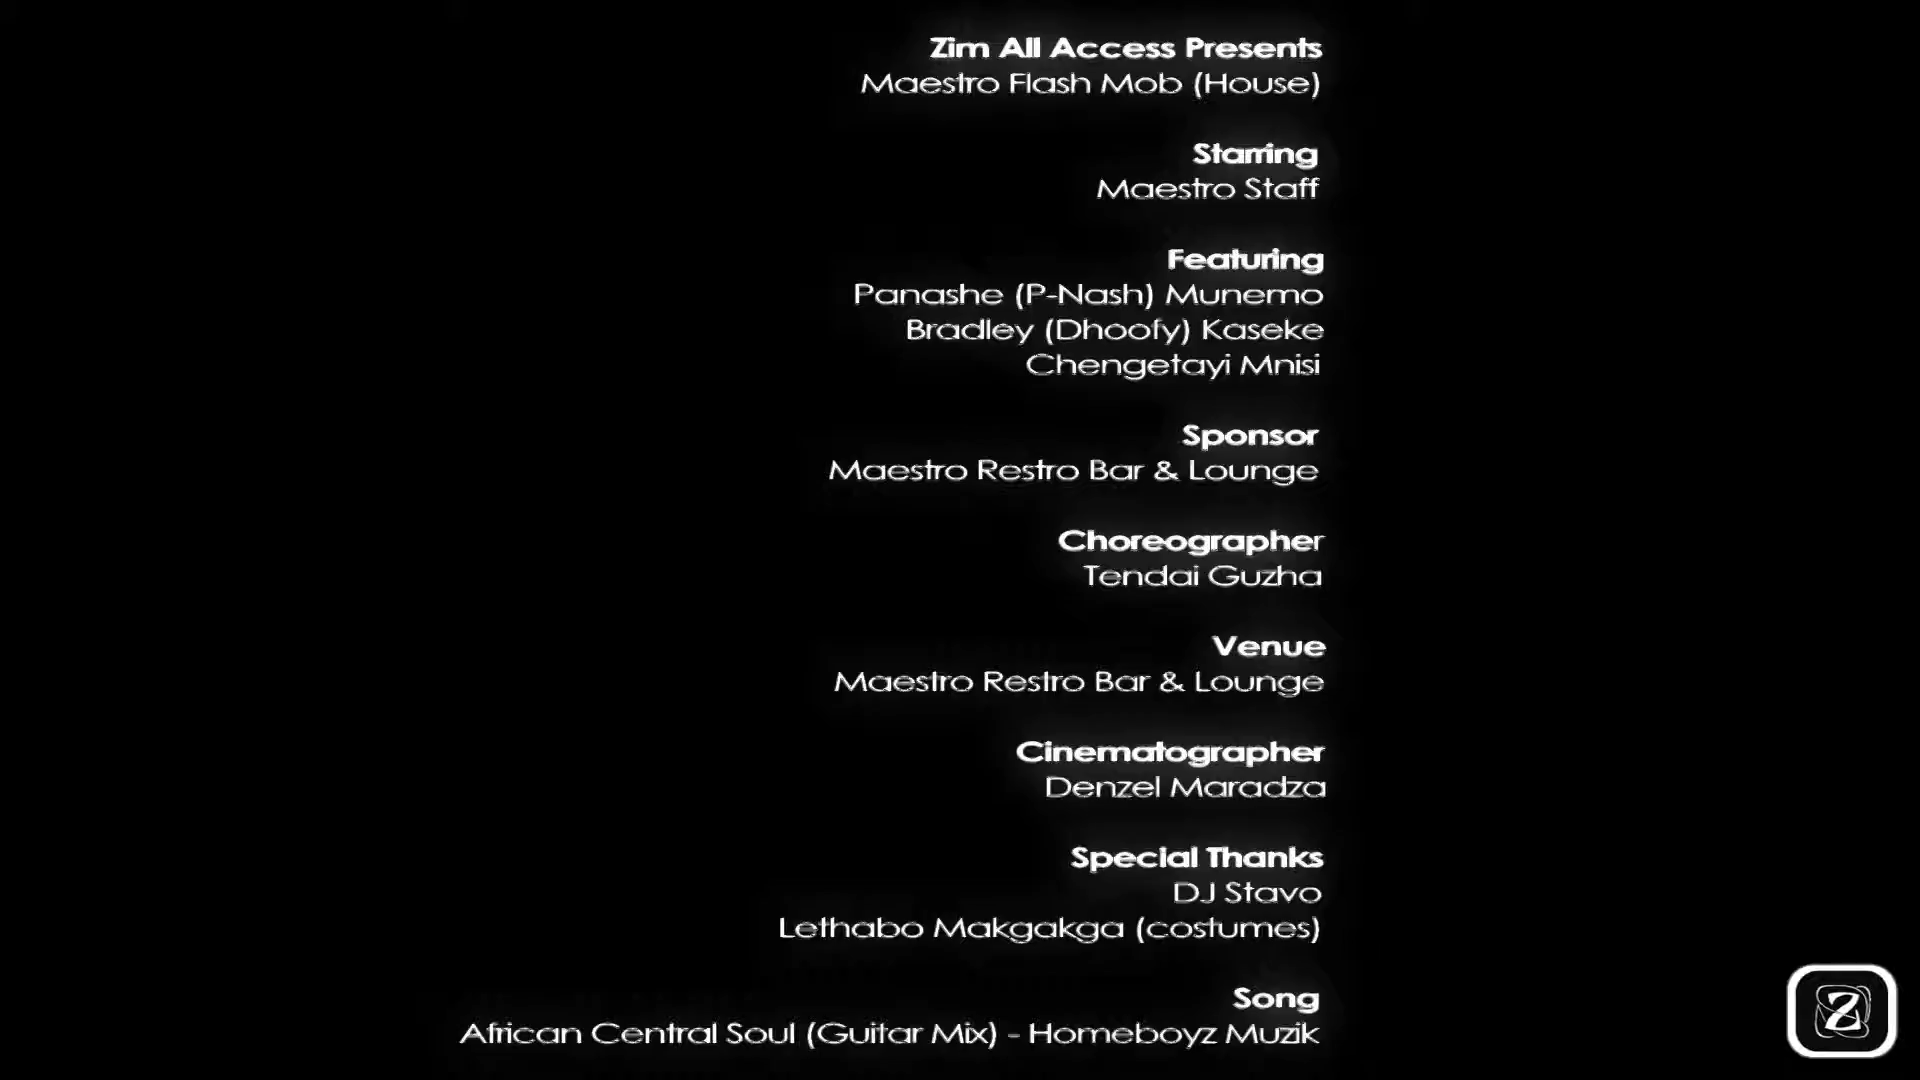 Zim All Access Presents
Maestro Flash Mob (House)
Starring
Maestro Staff
Featuring
Panashe (P-Nash) Munemo
Bradley (Dhoofy) Kaseke
Chengetayi Mnisi
Sponsor
Maestro Restro Bar & Lounge
Choreographer
Tendai Guzha
Venue
Maestro Restro Bar & Lounge
Cinematographer
Denzel Maradza
Special Thanks
DJ Stavo
Lethabo Makgakga (costumes)
Song
African Central Soul (Guitar Mix) - Homeboyz Muzik
Z